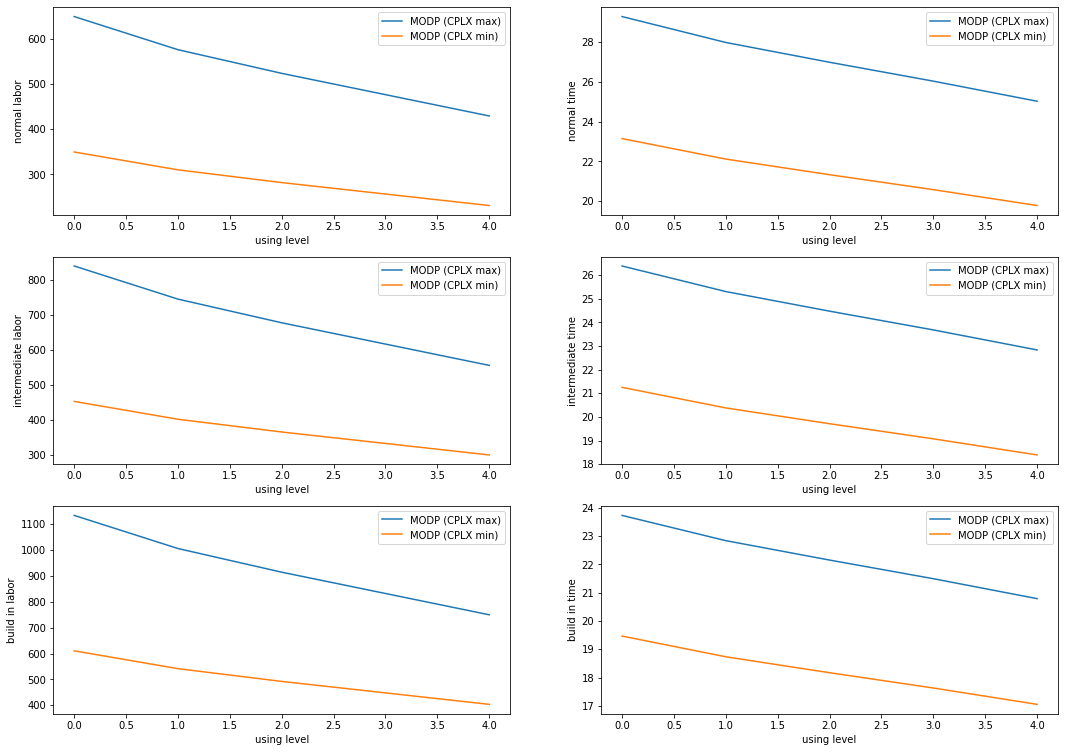 MODP (CPLX max)
MODP (CPLX min)
600
500
400
300
normal labor
0.0 0.5 1.0 1.5 2.0 2.5 3.0 3.5 4.0
using level
MODP (CPLX max)
MODP (CPLX min)
28
26
24
22
20
normal time
0.0 0.5 1.0 1.5 2.0 2.5 3.0 3.5 4.0
using level
MODP (CPLX max)
MODP (CPLX min)
800
700
600
500
400
300
intermediate labor
0.0 0.5 1.0 1.5 2.0 2.5 3.0 3.5 4.0
using level
MODP (CPLX max)
MODP (CPLX min)
26
25
24
23
22
21
20
19
18
intermediate time
0.0 0.5 1.0 1.5 2.0 2.5 3.0 3.5 4.0
using level
MODP (CPLX max)
MODP (CPLX min)
1100
1000
900
800
700
600
500
400
build in labor
0.0 0.5 1.0 1.5 2.0 2.5 3.0 3.5 4.0
using level
MODP (CPLX max)
MODP (CPLX min)
24
23
22
21
20
19
18
17
build in time
0.0 0.5 1.0 1.5 2.0 2.5 3.0 3.5 4.0
using level